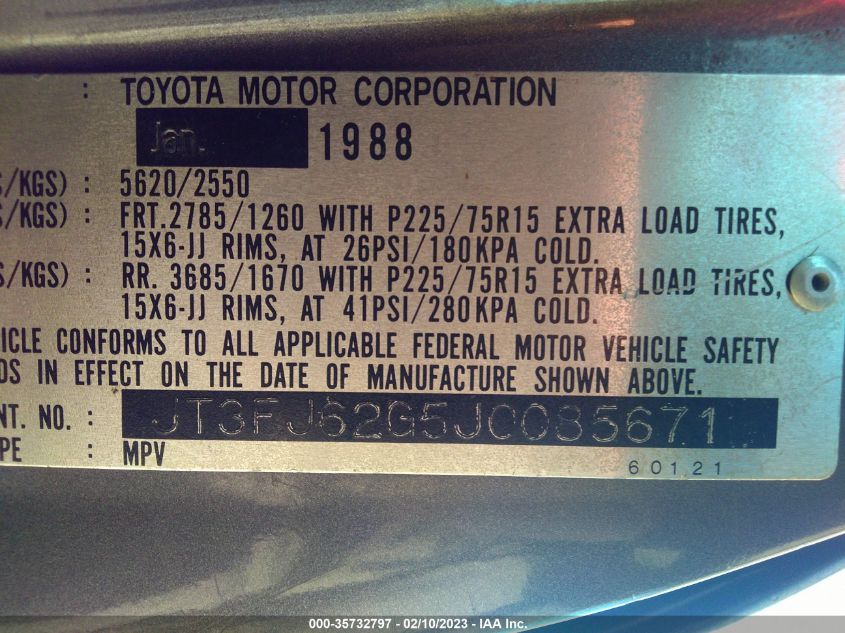 : TOYOTA MOTOR CORPORATION
Jan. 1988
S/KGS) : 5620/2550
S/KGS) : FRT.2785/1260 WITH P225/75R15 EXTRA LOAD TIRES,
15X6-JJ RIMS, AT 26PSI/180KPA COLD.
S/KGS) : RR. 3685/1670 WITH P225/75R15 EXTRA LOAD TIRES,
15X6-JJ RIMS, AT 41PSI/280KPA COLD.
HICLE CONFORMS TO ALL APPLICABLE FEDERAL MOTOR VEHICLE SAFETY
DS IN EFFECT ON THE DATE OF MANUFACTURE SHOWN ABOVE.
NT. NO. : JT3FJ62G5J0085671
PE : MPV
60121
000-35732797 - 02/10/2023 - IAA Inc.